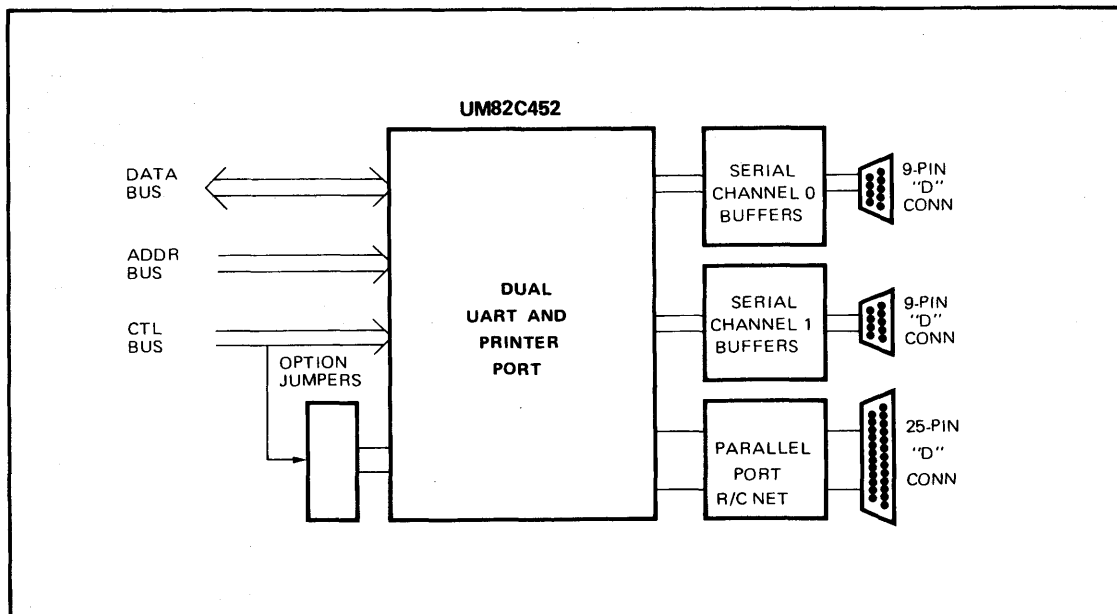 UM82C452
DATA
BUS
ADDR
BUS
CTL
BUS
OPTION
JUMPERS
DUAL
UART AND
PRINTER
PORT
SERIAL
CHANNEL 0
BUFFERS
9-PIN
"D"
CONN
SERIAL
CHANNEL 1
BUFFERS
9-PIN
"D"
CONN
PARALLEL
PORT
R/C NET
25-PIN
"D"
CONN